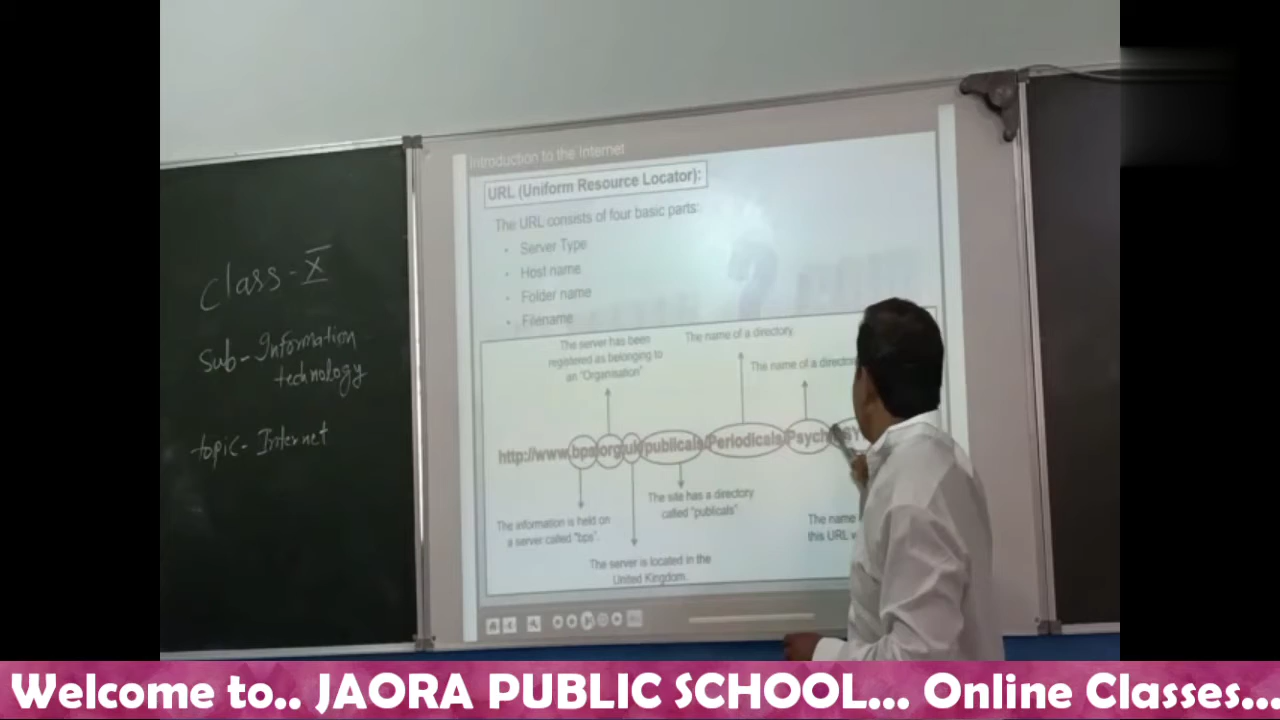 Class - X
Sub - Information
technology
topic - Internet
Introduction to the Internet
URL (Uniform Resource Locator):
The URL consists of four basic parts:
• Server Type
• Host name
• Folder name
• Filename
The server has been
registered as belonging to
an "Organisation"
The name of a directory.
The name of a directory
http://www.bps.org.uk/publicals/Periodicals/Psych
The information is held on
a server called "bps".
The server is located in the
United Kingdom.
The site has a directory
called "publicals"
The name
this URL
Welcome to.. JAORA PUBLIC SCHOOL... Online Classes...